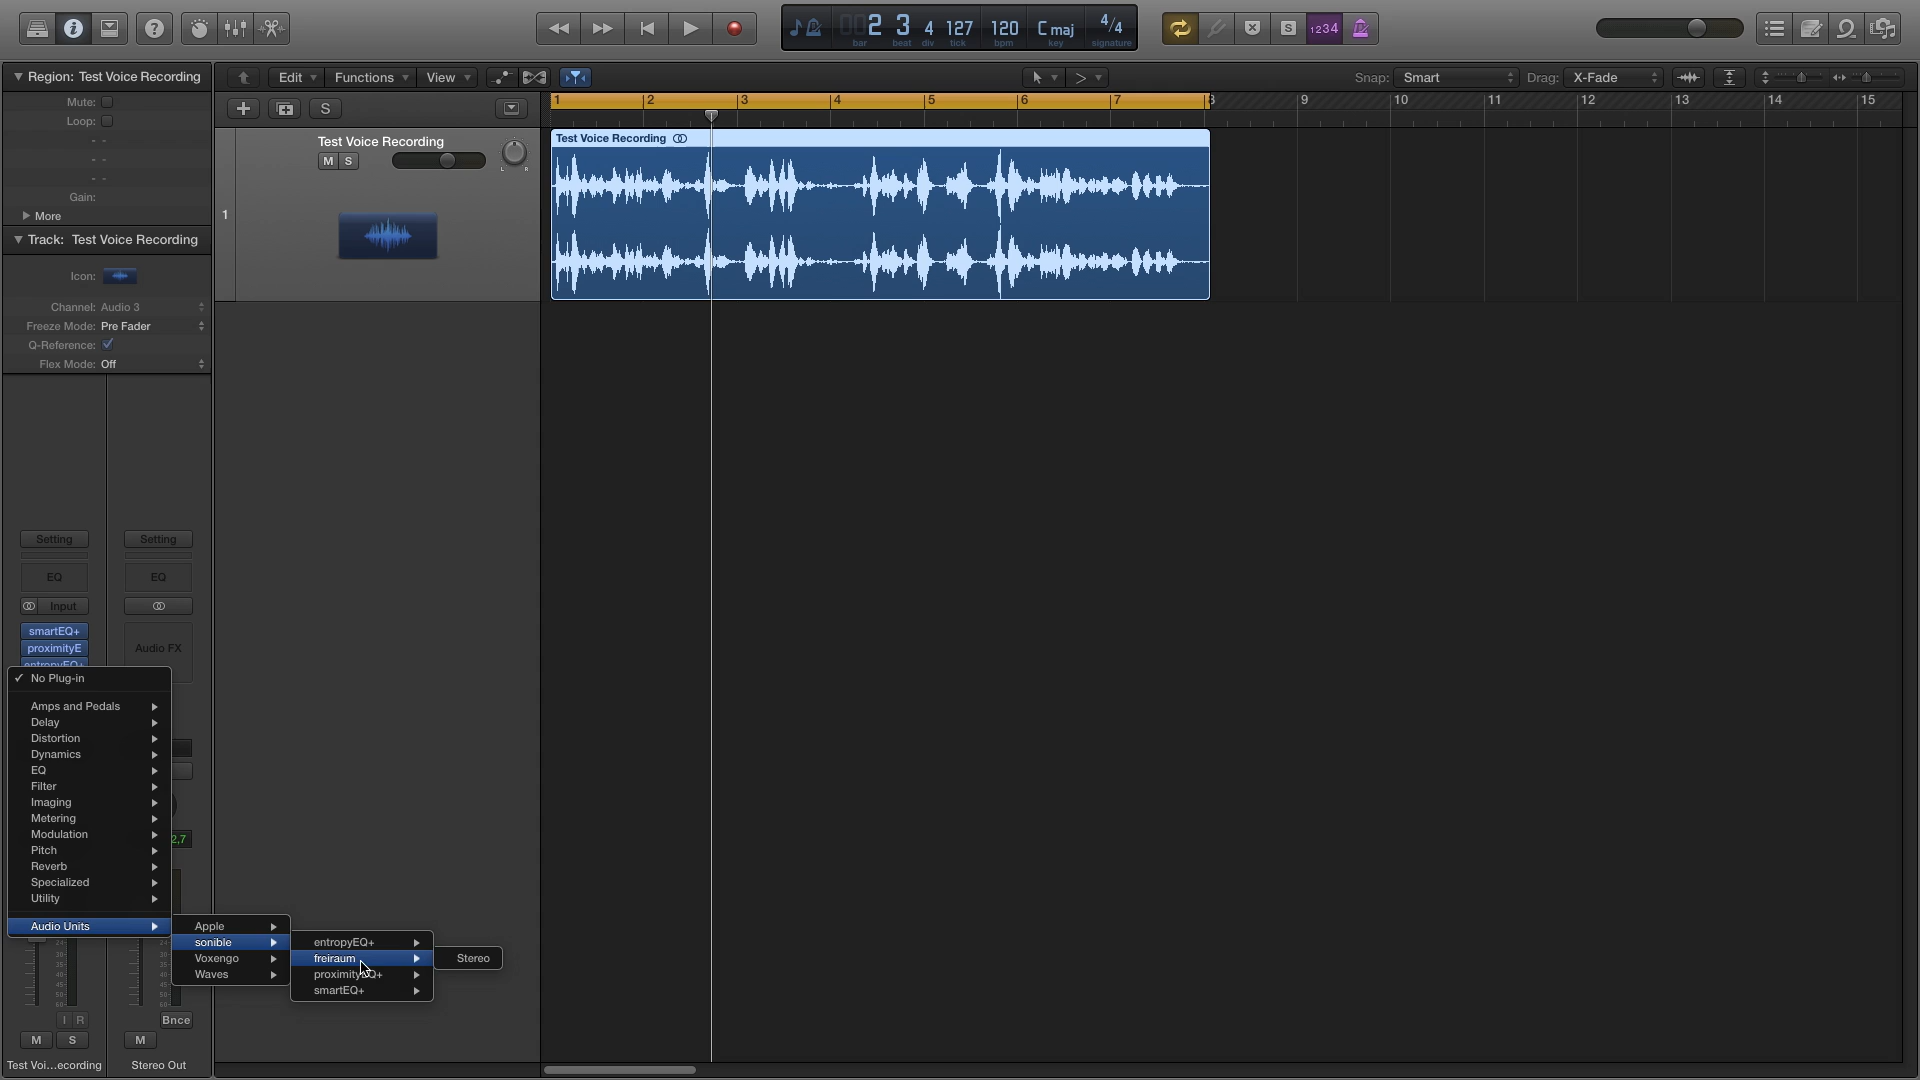 2 3 4 127 120 C maj 4/4
bar beat div tick bpm key signature
S 1234
Region: Test Voice Recording
Edit Functions View
Snap: Smart Drag: X-Fade
Mute:
Loop:
Gain:
More
Track: Test Voice Recording
Icon:
Channel: Audio 3
Freeze Mode: Pre Fader
Q-Reference:
Flex Mode: Off
S
1 2 3 4 5 6 7 8 9 10 11 12 13 14 15
1
Test Voice Recording
M S
L R
Test Voice Recording
Setting Setting
EQ EQ
Input
smartEQ+
proximityE Audio FX
entropyEQ+
✓ No Plug-in
Amps and Pedals
Delay
Distortion
Dynamics
EQ
Filter
Imaging
Metering
Modulation
2,7
Pitch
Reverb
Specialized
Utility
Audio Units
Apple
sonible
Voxengo
Waves
entropyEQ+
freiraum
proximityEQ+
smartEQ+
Stereo
I R Bnce
M S M
Test Voi...ecording Stereo Out